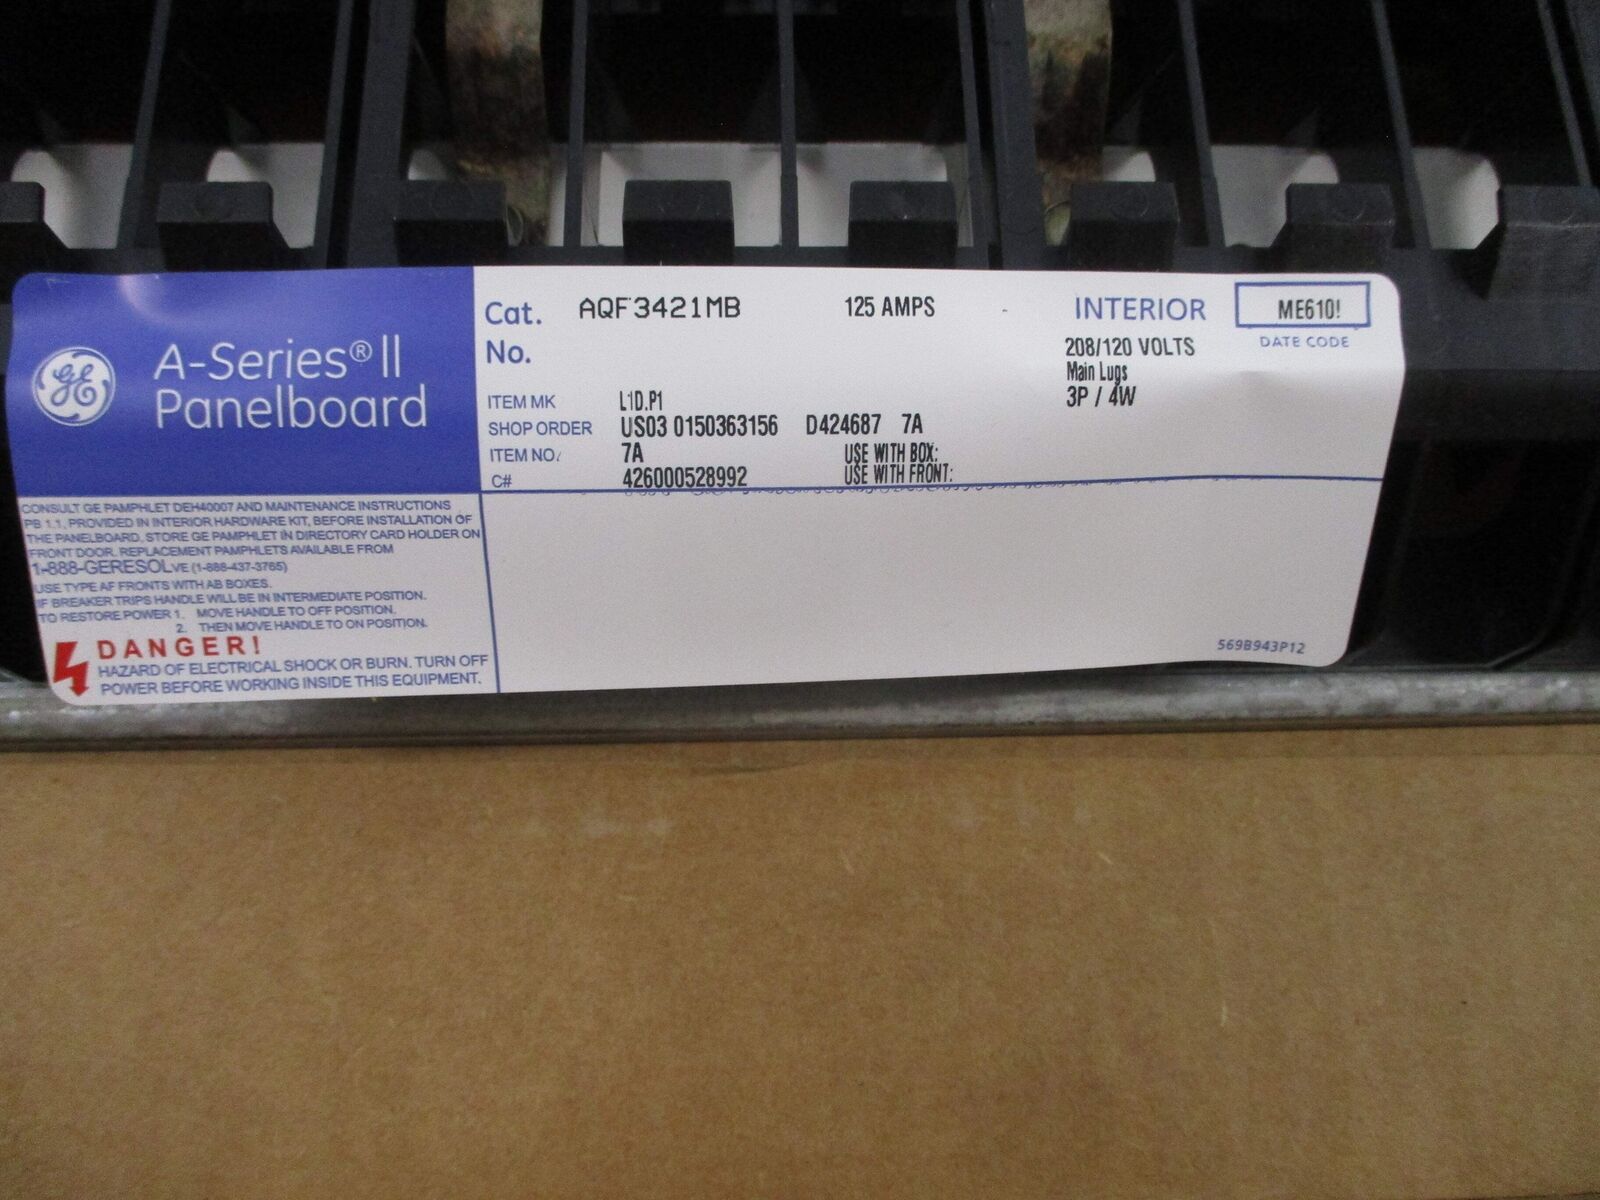 GE
A-Series® II
Panelboard
Cat. No. AQF3421MB 125 AMPS
INTERIOR
ME610!
DATE CODE
208/120 VOLTS
Main Lugs
3P / 4W
ITEM MK L1D.P1
SHOP ORDER US03 0150363156 D424687 7A
ITEM NO. 7A USE WITH BOX:
C# 426000528992 USE WITH FRONT:
CONSULT GE PAMPHLET DEH40007 AND MAINTENANCE INSTRUCTIONS
PB 1.1, PROVIDED IN INTERIOR HARDWARE KIT, BEFORE INSTALLATION OF
THE PANELBOARD. STORE GE PAMPHLET IN DIRECTORY CARD HOLDER ON
FRONT DOOR. REPLACEMENT PAMPHLETS AVAILABLE FROM
1-888-GERESOLVE (1-888-437-3765)
USE TYPE AF FRONTS WITH AB BOXES.
IF BREAKER TRIPS HANDLE WILL BE IN INTERMEDIATE POSITION.
TO RESTORE POWER 1. MOVE HANDLE TO OFF POSITION.
2. THEN MOVE HANDLE TO ON POSITION.
DANGER!
HAZARD OF ELECTRICAL SHOCK OR BURN. TURN OFF
POWER BEFORE WORKING INSIDE THIS EQUIPMENT.
569B943P12